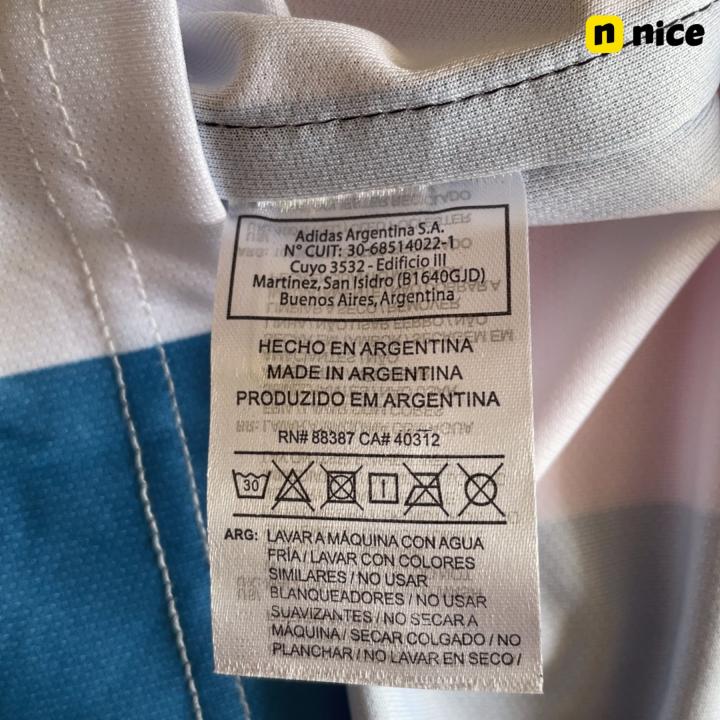 nice
Adidas Argentina S.A.
N° CUIT: 30-68514022-1
Cuyo 3532 - Edificio III
Martinez, San Isidro (B1640GJD)
Buenos Aires, Argentina
HECHO EN ARGENTINA
MADE IN ARGENTINA
PRODUZIDO EM ARGENTINA
RN# 88387 CA# 40312
30
ARG: LAVAR A MÁQUINA CON AGUA
FRÍA / LAVAR CON COLORES
SIMILARES / NO USAR
BLANQUEADORES / NO USAR
SUAVIZANTES / NO SECAR A
MÁQUINA / SECAR COLGADO / NO
PLANCHAR / NO LAVAR EN SECO /